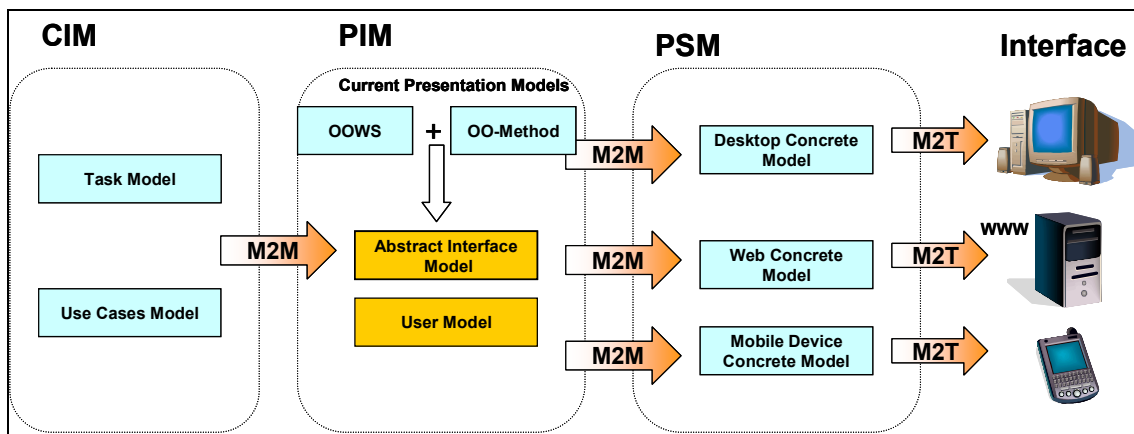 CIM
PIM
PSM
Interface
Current Presentation Models
OOWS
+
OO-Method
M2M
Desktop Concrete
Model
M2T
Task Model
M2M
Abstract Interface
Model
M2M
Web Concrete
Model
M2T
www
Use Cases Model
User Model
M2M
Mobile Device
Concrete Model
M2T